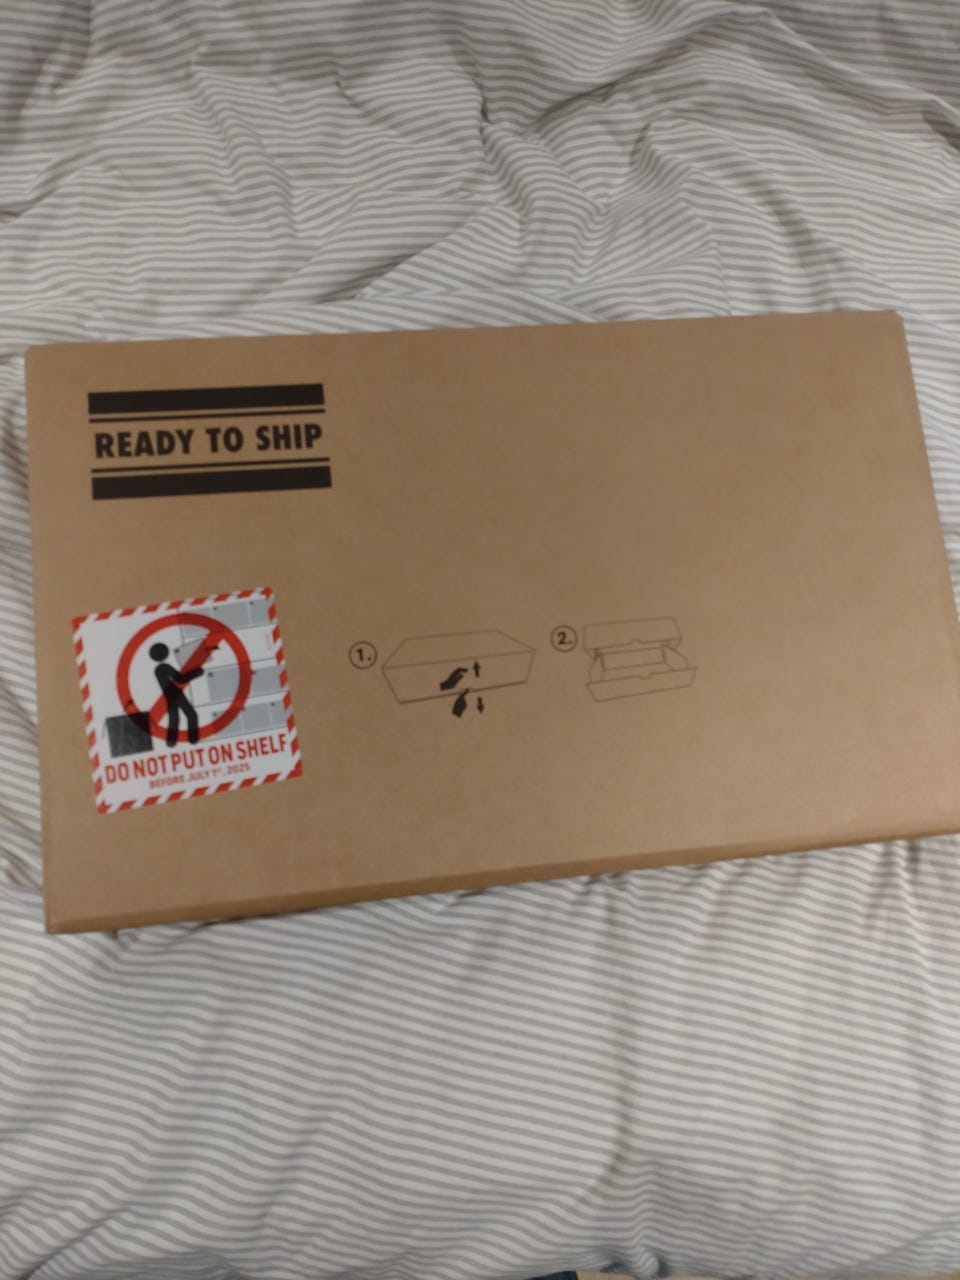 READY TO SHIP
DO NOT PUT ON SHELF
BEFORE JULY 1ST, 2025
1.
2.